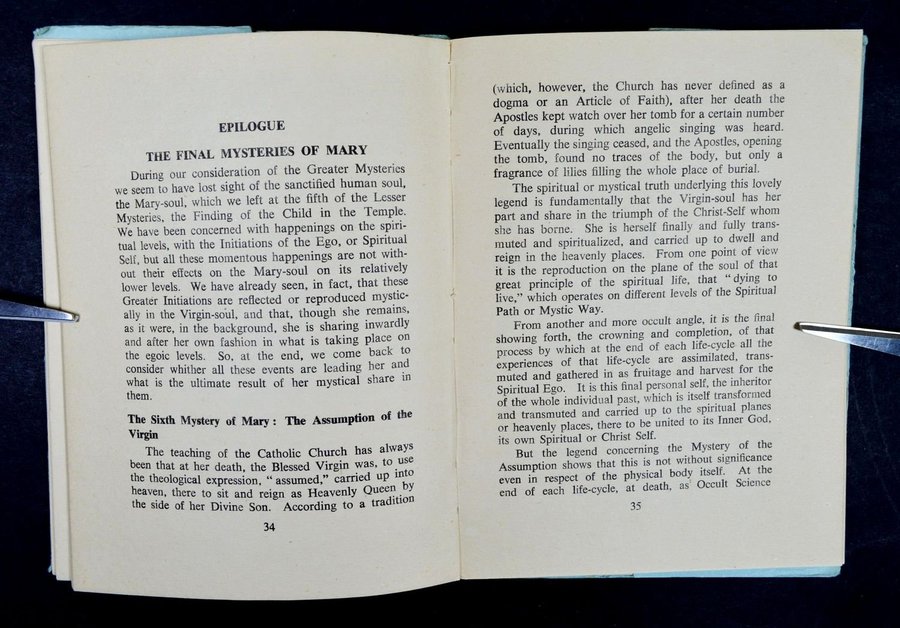 EPILOGUE
THE FINAL MYSTERIES OF MARY
During our consideration of the Greater Mysteries
we seem to have lost sight of the sanctified human soul,
the Mary-soul, which we left at the fifth of the Lesser
Mysteries, the Finding of the Child in the Temple.
We have been concerned with happenings on the spiri-
tual levels, with the Initiations of the Ego, or Spiritual
Self, but all these momentous happenings are not with-
out their effects on the Mary-soul on its relatively
lower levels. We have already seen, in fact, that these
Greater Initiations are reflected or reproduced mystic-
ally in the Virgin-soul, and that, though she remains,
as it were, in the background, she is sharing inwardly
and after her own fashion in what is taking place on
the egoic levels. So, at the end, we come back to
consider whither all these events are leading her and
what is the ultimate result of her mystical share in
them.
The Sixth Mystery of Mary: The Assumption of the
Virgin
The teaching of the Catholic Church has always
been that at her death, the Blessed Virgin was, to use
the theological expression, "assumed," carried up into
heaven, there to sit and reign as Heavenly Queen by
the side of her Divine Son. According to a tradition
34
(which, however, the Church has never defined as a
dogma or an Article of Faith), after her death the
Apostles kept watch over her tomb for a certain number
of days, during which angelic singing was heard.
Eventually the singing ceased, and the Apostles, opening
the tomb, found no traces of the body, but only a
fragrance of lilies filling the whole place of burial.
The spiritual or mystical truth underlying this lovely
legend is fundamentally that the Virgin-soul has her
part and share in the triumph of the Christ-Self whom
she has borne. She is herself finally and fully trans-
muted and spiritualized, and carried up to dwell and
reign in the heavenly places. From one point of view
it is the reproduction on the plane of the soul of that
great principle of the spiritual life, that "dying to
live," which operates on different levels of the Spiritual
Path or Mystic Way.
From another and more occult angle, it is the final
showing forth, the crowning and completion, of that
process by which at the end of each life-cycle all the
experiences of that life-cycle are assimilated, trans-
muted and gathered in as fruitage and harvest for the
Spiritual Ego. It is this final personal self, the inheritor
of the whole individual past, which is itself transformed
and transmuted and carried up to the spiritual planes
or heavenly places, there to be united to its Inner God,
its own Spiritual or Christ Self.
But the legend concerning the Mystery of the
Assumption shows that this is not without significance
even in respect of the physical body itself. At the
end of each life-cycle, at death, as Occult Science
35